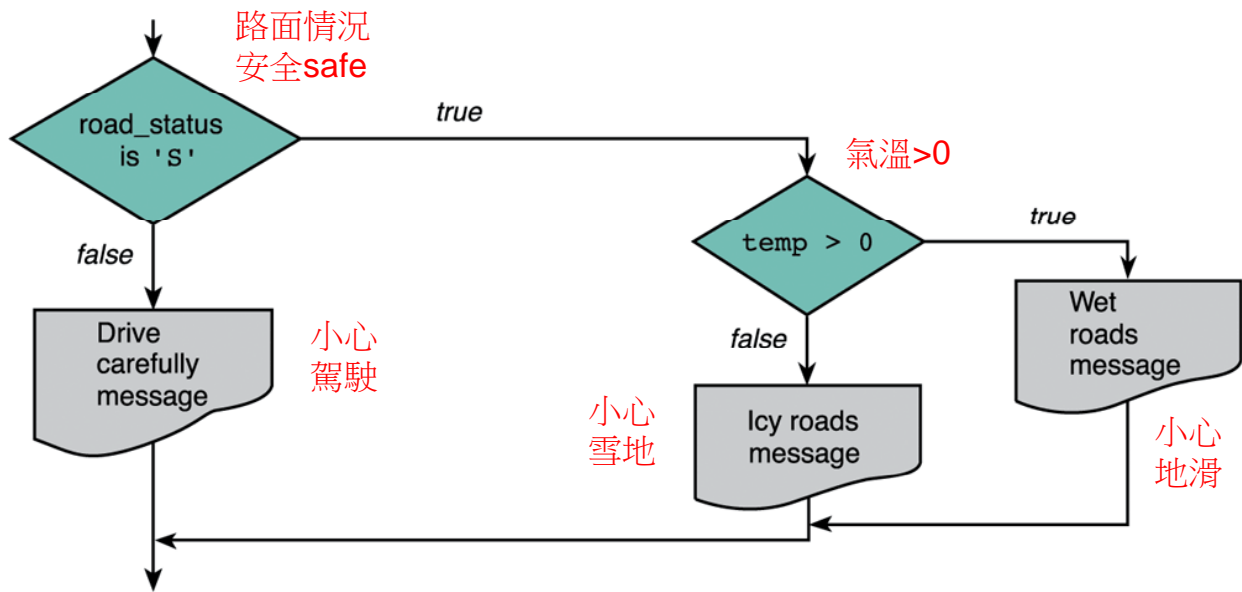 路面情況
安全safe
road_status
is 'S'
true
false
氣溫>0
temp > 0
true
false
Drive
carefully
message
小心
駕駛
Icy roads
message
小心
雪地
Wet
roads
message
小心
地滑